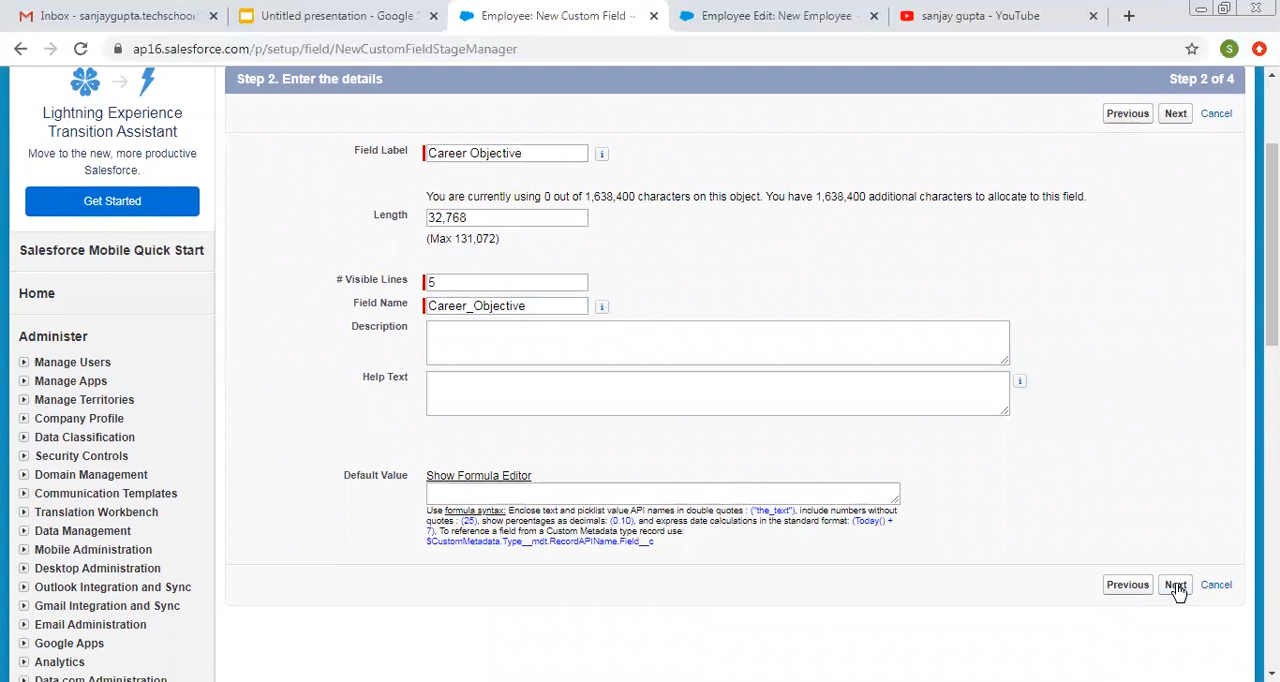 Inbox - sanjaygupta.techschool
Untitled presentation - Google S
Employee: New Custom Field ~
Employee Edit: New Employee
sanjay gupta - YouTube
ap16.salesforce.com/p/setup/field/NewCustomFieldStageManager
S
Lightning Experience
Transition Assistant
Move to the new, more productive
Salesforce.
Get Started
Salesforce Mobile Quick Start
Home
Administer
Manage Users
Manage Apps
Manage Territories
Company Profile
Data Classification
Security Controls
Domain Management
Communication Templates
Translation Workbench
Data Management
Mobile Administration
Desktop Administration
Outlook Integration and Sync
Gmail Integration and Sync
Email Administration
Google Apps
Analytics
Data.com Administration
Step 2. Enter the details
Step 2 of 4
Previous Next Cancel
Field Label Career Objective i
You are currently using 0 out of 1,638,400 characters on this object. You have 1,638,400 additional characters to allocate to this field.
Length 32,768
(Max 131,072)
# Visible Lines 5
Field Name Career_Objective i
Description
Help Text i
Default Value Show Formula Editor
Use formula syntax: Enclose text and picklist value API names in double quotes : ("the_text"), include numbers without
quotes : (25), show percentages as decimals: (0.10), and express date calculations in the standard format: (Today() +
7), To reference a field from a Custom Metadata type record use:
$CustomMetadata.Type__mdt.RecordAPIName.Field__c
Previous Next Cancel